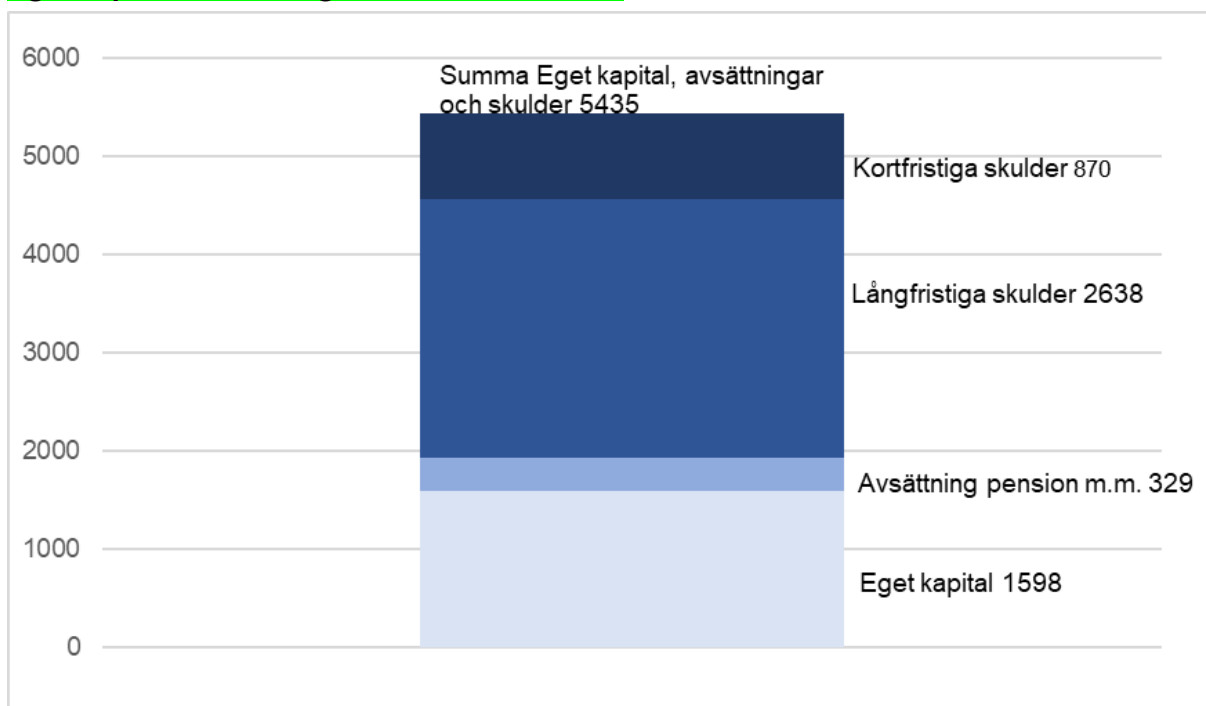 6000
Summa Eget kapital, avsättningar
och skulder 5435
5000
Kortfristiga skulder 870
4000
Långfristiga skulder 2638
3000
2000
Avsättning pension m.m. 329
1000
Eget kapital 1598
0